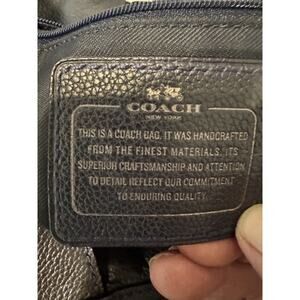 COACH
NEW YORK
THIS IS A COACH BAG. IT WAS HANDCRAFTED
FROM THE FINEST MATERIALS. ITS
SUPERIOR CRAFTSMANSHIP AND ATTENTION
TO DETAIL REFLECT OUR COMMITMENT
TO ENDURING QUALITY.